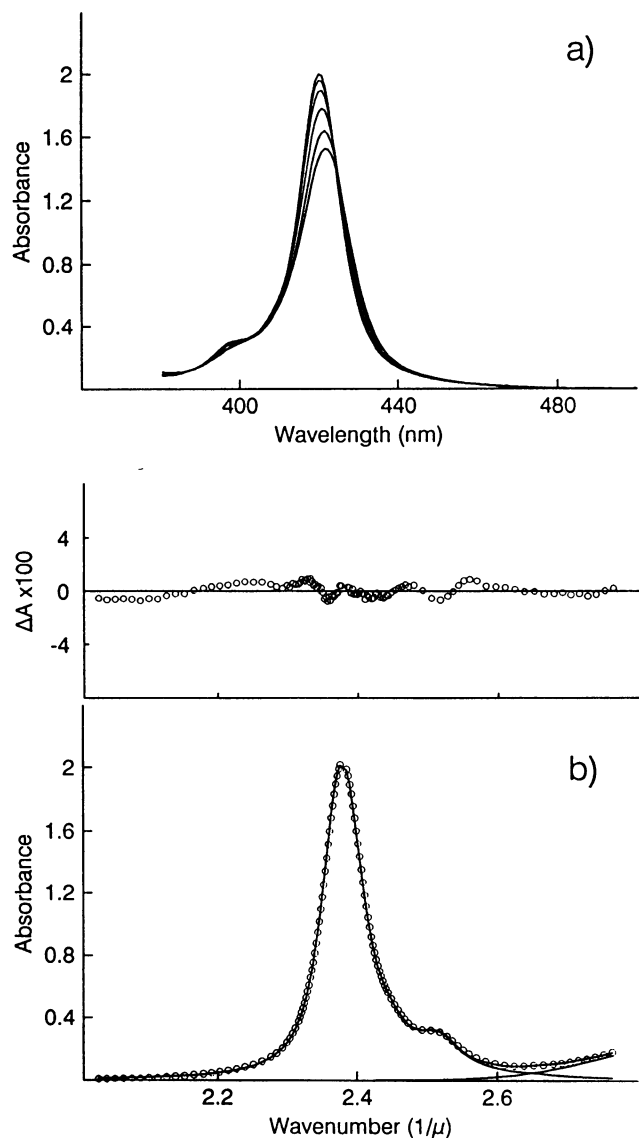 a)
2
1.6
1.2
0.8
0.4
Absorbance
400
440
480
Wavelength (nm)
4
0
-4
ΔA x100
b)
2
1.6
1.2
0.8
0.4
Absorbance
2.2
2.4
2.6
Wavenumber (1/μ)